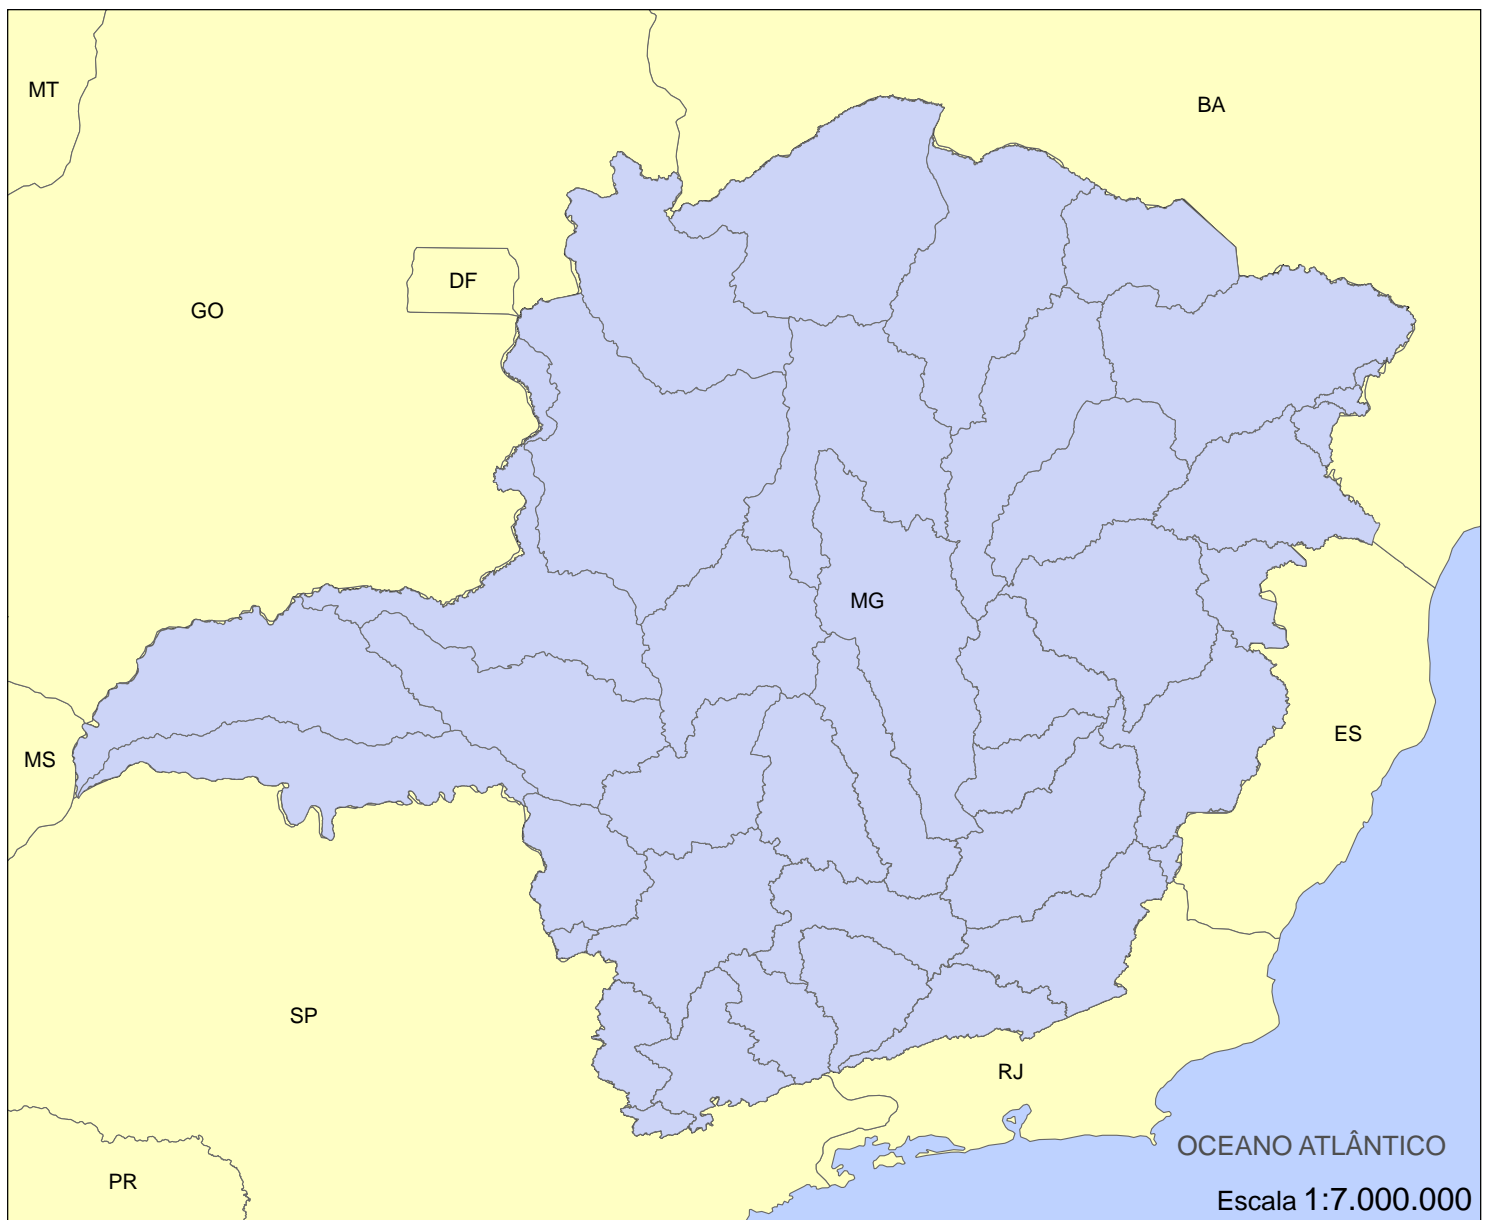 MT
BA
DF
GO
MG
ES
MS
SP
RJ
OCEANO ATLÂNTICO
PR
Escala 1:7.000.000